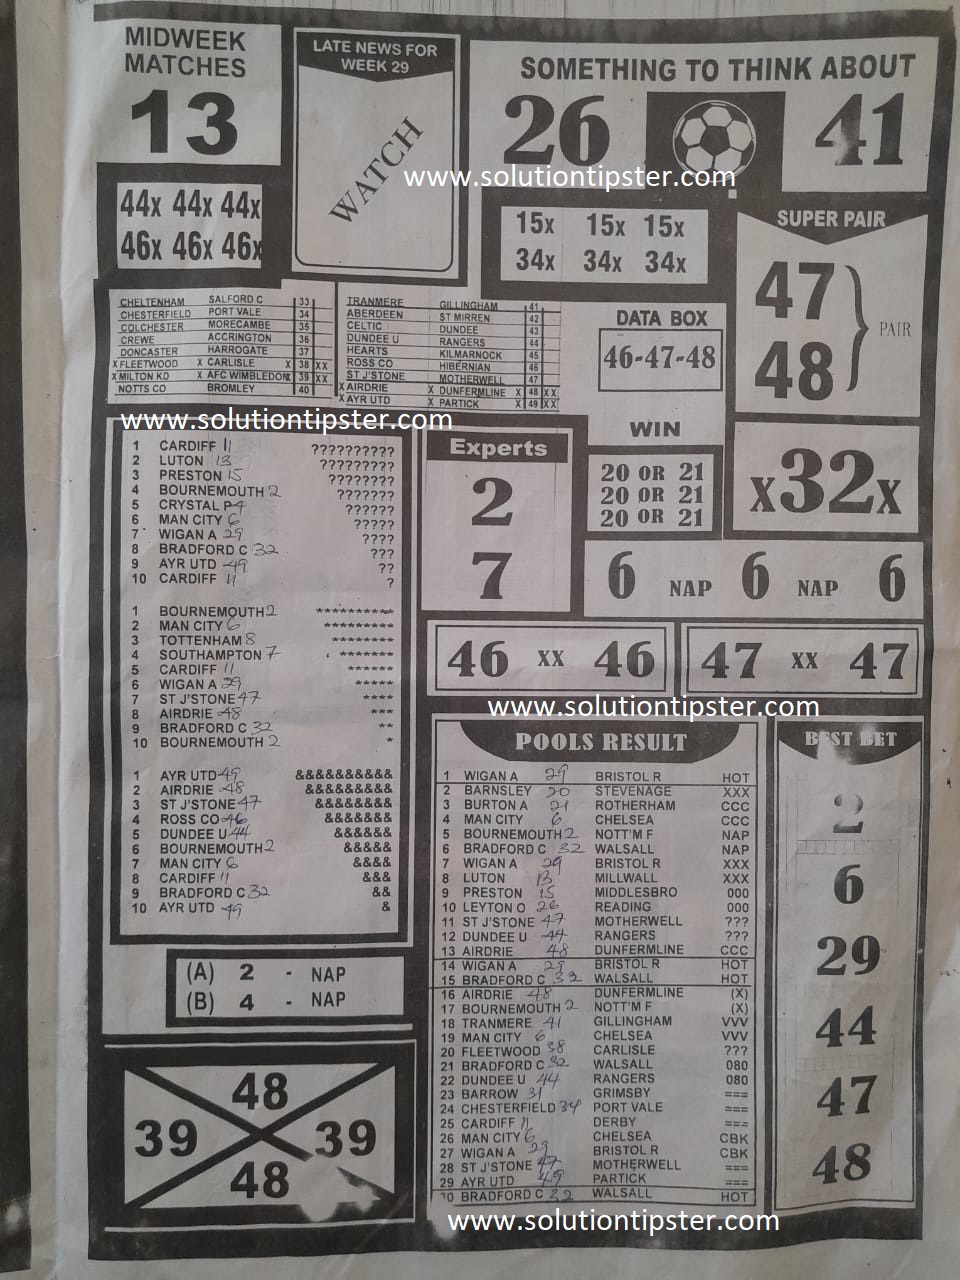 MIDWEEK
MATCHES
13
LATE NEWS FOR
WEEK 29
WATCH
SOMETHING TO THINK ABOUT
26 41
www.solutiontipster.com
44x 44x 44x
46x 46x 46x
15x 15x 15x
34x 34x 34x
SUPER PAIR
47
48
PAIR
CHELTENHAM SALFORD C 33
CHESTERFIELD PORT VALE 34
COLCHESTER MORECAMBE 35
CREWE ACCRINGTON 36
DONCASTER HARROGATE 37
X FLEETWOOD X CARLISLE X 38 XX
X MILTON KD X AFC WIMBLEDON X 39 XX
NOTTS CO BROMLEY 40
TRANMERE GILLINGHAM 41
ABERDEEN ST MIRREN 42
CELTIC DUNDEE 43
DUNDEE U RANGERS 44
HEARTS KILMARNOCK 45
ROSS CO HIBERNIAN 46
ST J'STONE MOTHERWELL 47
X AIRDRIE X DUNFERMLINE X 48 XX
X AYR UTD X PARTICK X 49 XX
DATA BOX
46-47-48
WIN
20 OR 21
20 OR 21
20 OR 21
X32X
www.solutiontipster.com
1 CARDIFF 11 ??????????
2 LUTON 13 ?????????
3 PRESTON 15 ????????
4 BOURNEMOUTH 2 ???????
5 CRYSTAL P 4 ??????
6 MAN CITY 6 ?????
7 WIGAN A 29 ????
8 BRADFORD C 32 ???
9 AYR UTD 49 ??
10 CARDIFF 11 ?
1 BOURNEMOUTH 2 **********
2 MAN CITY 6 *********
3 TOTTENHAM 8 ********
4 SOUTHAMPTON 7 *******
5 CARDIFF 11 ******
6 WIGAN A 29 *****
7 ST J'STONE 47 ****
8 AIRDRIE 48 ***
9 BRADFORD C 32 **
10 BOURNEMOUTH 2 *
1 AYR UTD 49 &&&&&&&&&&
2 AIRDRIE 48 &&&&&&&&&
3 ST J'STONE 47 &&&&&&&&
4 ROSS CO 46 &&&&&&&
5 DUNDEE U 44 &&&&&&
6 BOURNEMOUTH 2 &&&&&
7 MAN CITY 6 &&&&
8 CARDIFF 11 &&&
9 BRADFORD C 32 &&
10 AYR UTD 49 &
Experts
2
7
6 NAP 6 NAP 6
46 XX 46
47 XX 47
www.solutiontipster.com
POOLS RESULT
1 WIGAN A 29 BRISTOL R HOT
2 BARNSLEY 20 STEVENAGE XXX
3 BURTON A 21 ROTHERHAM CCC
4 MAN CITY 6 CHELSEA CCC
5 BOURNEMOUTH 2 NOTT'M F NAP
6 BRADFORD C 32 WALSALL NAP
7 WIGAN A 29 BRISTOL R XXX
8 LUTON 13 MILLWALL XXX
9 PRESTON 15 MIDDLESBRO 000
10 LEYTON O 26 READING 000
11 ST J'STONE 47 MOTHERWELL ???
12 DUNDEE U 44 RANGERS ???
13 AIRDRIE 48 DUNFERMLINE CCC
14 WIGAN A 29 BRISTOL R HOT
15 BRADFORD C 32 WALSALL HOT
16 AIRDRIE 48 DUNFERMLINE (X)
17 BOURNEMOUTH 2 NOTT'M F (X)
18 TRANMERE 41 GILLINGHAM VVV
19 MAN CITY 6 CHELSEA VVV
20 FLEETWOOD 38 CARLISLE ???
21 BRADFORD C 32 WALSALL 080
22 DUNDEE U 44 RANGERS 080
23 BARROW 31 GRIMSBY ===
24 CHESTERFIELD 34 PORT VALE ===
25 CARDIFF 11 DERBY ===
26 MAN CITY 6 CHELSEA CBK
27 WIGAN A 29 BRISTOL R CBK
28 ST J'STONE 47 MOTHERWELL ===
29 AYR UTD 49 PARTICK ===
30 BRADFORD C 32 WALSALL HOT
BEST BET
2
6
29
44
47
48
(A) 2 - NAP
(B) 4 - NAP
48
39 39
48
www.solutiontipster.com